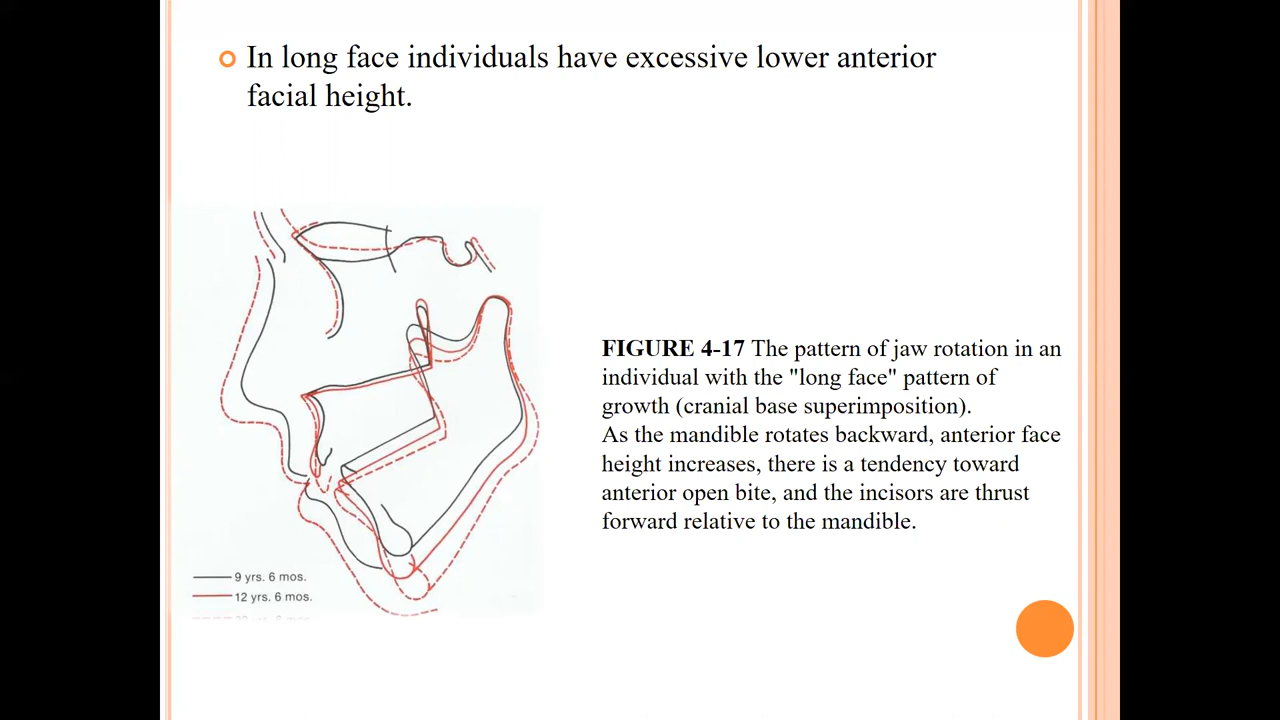 In long face individuals have excessive lower anterior
facial height.
FIGURE 4-17 The pattern of jaw rotation in an
individual with the "long face" pattern of
growth (cranial base superimposition).
As the mandible rotates backward, anterior face
height increases, there is a tendency toward
anterior open bite, and the incisors are thrust
forward relative to the mandible.
9 yrs. 6 mos.
12 yrs. 6 mos.